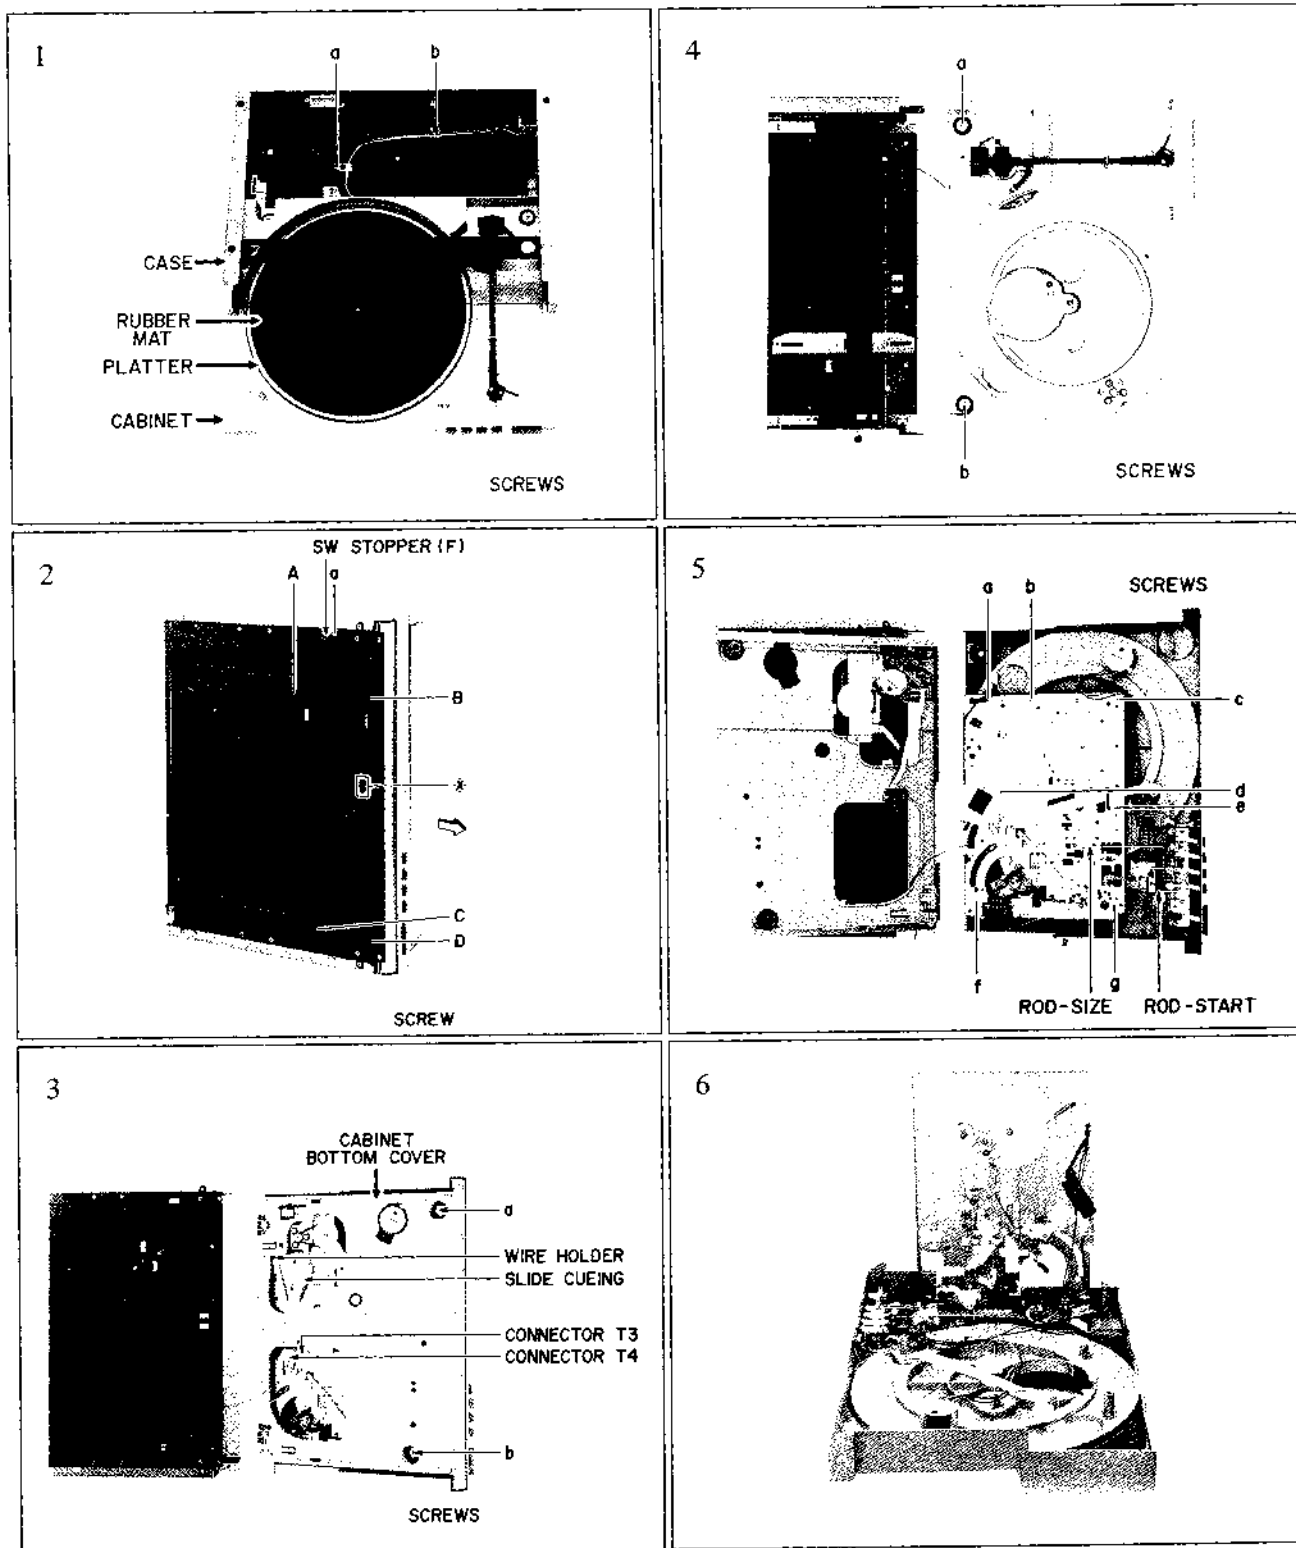 1
a
b
CASE
RUBBER
MAT
PLATTER
CABINET
SCREWS
2
SW STOPPER (F)
A
a
B
X
C
D
SCREW
3
CABINET
BOTTOM COVER
a
WIRE HOLDER
SLIDE CUEING
CONNECTOR T3
CONNECTOR T4
b
SCREWS
4
a
b
SCREWS
5
SCREWS
a
b
c
d
e
f
g
ROD-SIZE
ROD-START
6